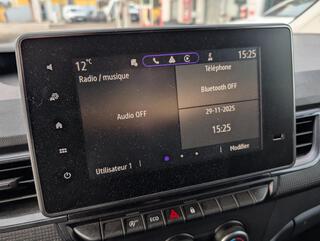 12°C
15:25
Radio / musique
Téléphone
Bluetooth OFF
Audio OFF
29-11-2025
15:25
Utilisateur 1
Modifier
ECO